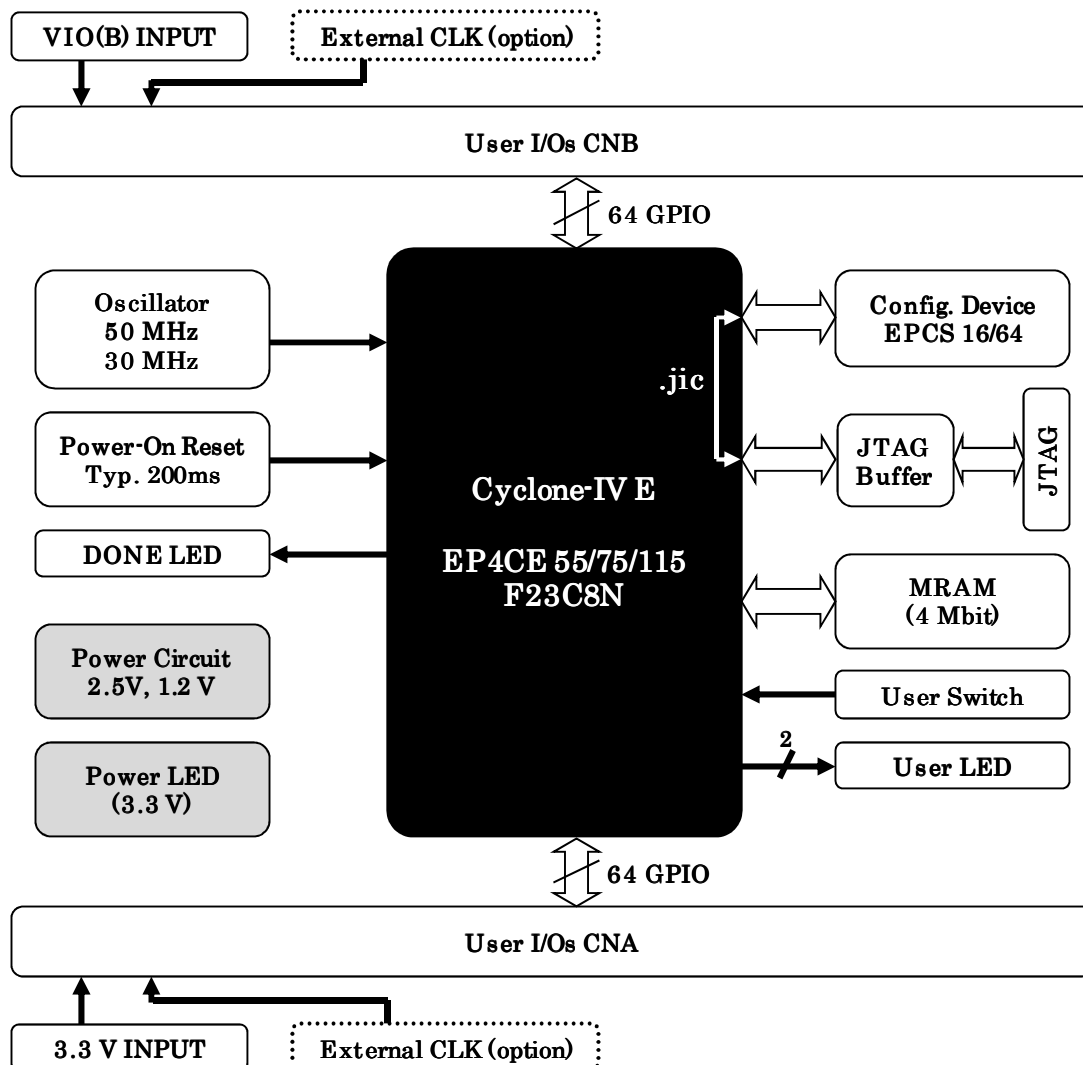 VIO(B) INPUT
External CLK (option)
User I/Os CNB
64 GPIO
Oscillator
50 MHz
30 MHz
Config. Device
EPCS 16/64
.jic
Power-On Reset
Typ. 200ms
JTAG
Buffer
JTAG
Cyclone-IV E
EP4CE 55/75/115
F23C8N
DONE LED
MRAM
(4 Mbit)
Power Circuit
2.5V, 1.2 V
User Switch
2
User LED
Power LED
(3.3 V)
64 GPIO
User I/Os CNA
3.3 V INPUT
External CLK (option)